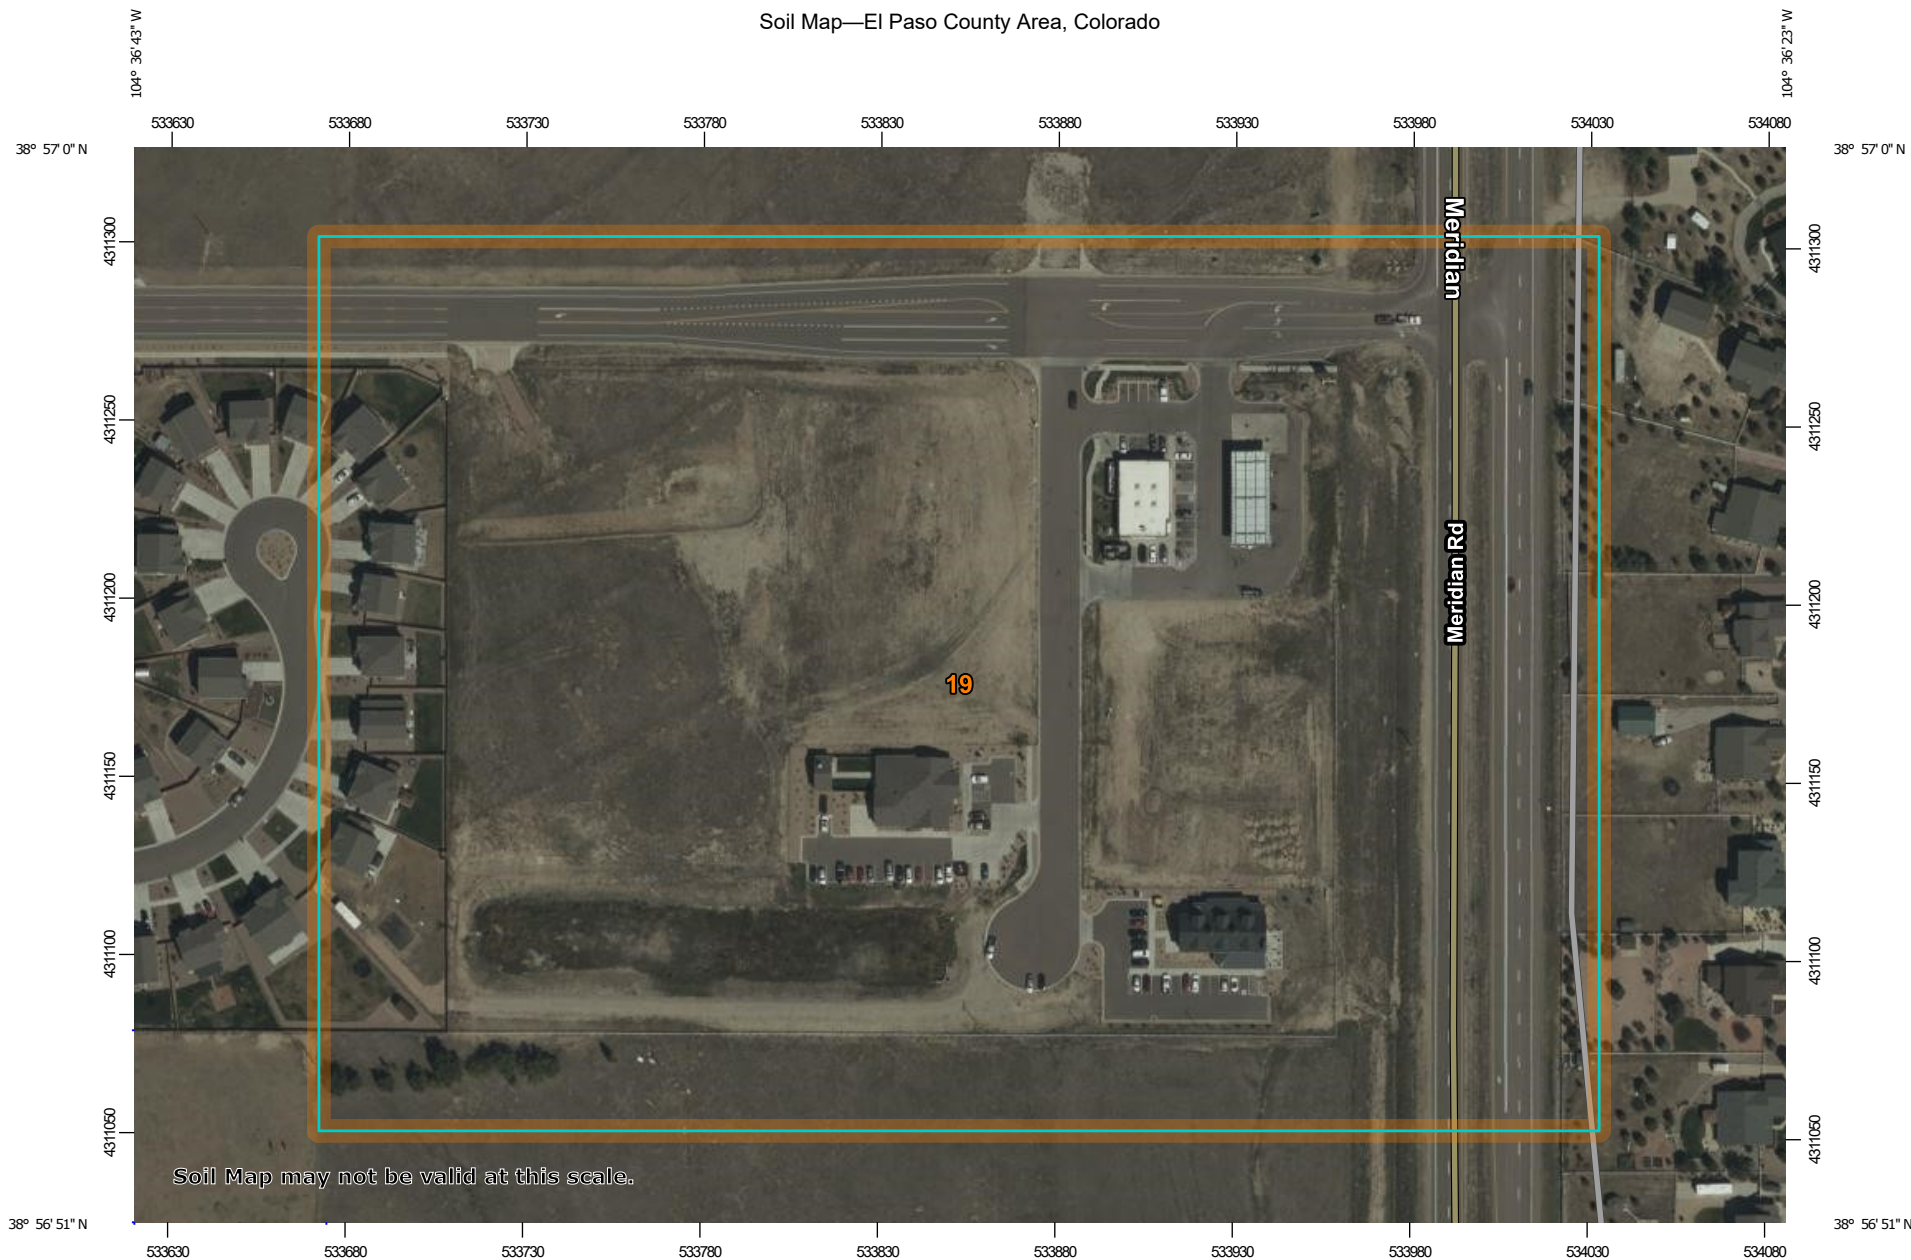 Soil Map—El Paso County Area, Colorado
104° 36' 43" W
104° 36' 23" W
533630 533680 533730 533780 533830 533880 533930 533980 534030 534080
38° 57' 0" N
38° 57' 0" N
4311300
4311300
Meridian
4311250
4311250
4311200
4311200
Meridian Rd
19
4311150
4311150
4311100
4311100
4311050
4311050
Soil Map may not be valid at this scale.
38° 56' 51" N
38° 56' 51" N
533630 533680 533730 533780 533830 533880 533930 533980 534030 534080